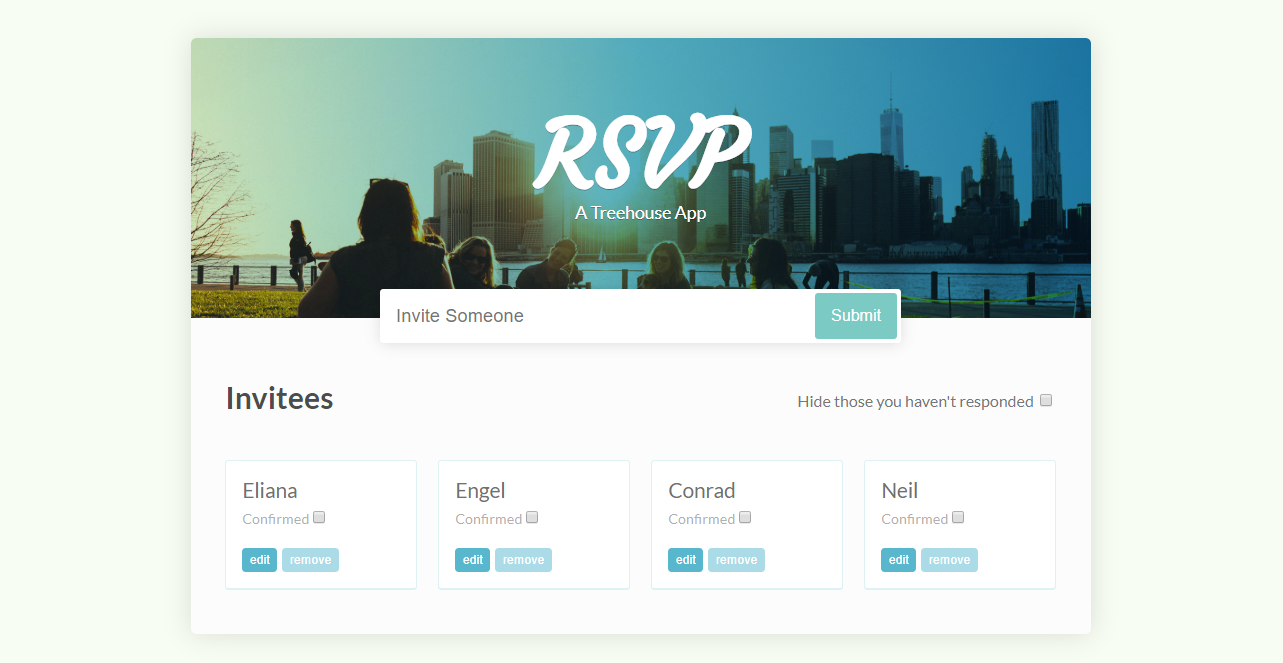 RSVP
A Treehouse App
Invite Someone
Submit
Invitees
Hide those you haven't responded
Eliana
Confirmed
edit remove
Engel
Confirmed
edit remove
Conrad
Confirmed
edit remove
Neil
Confirmed
edit remove